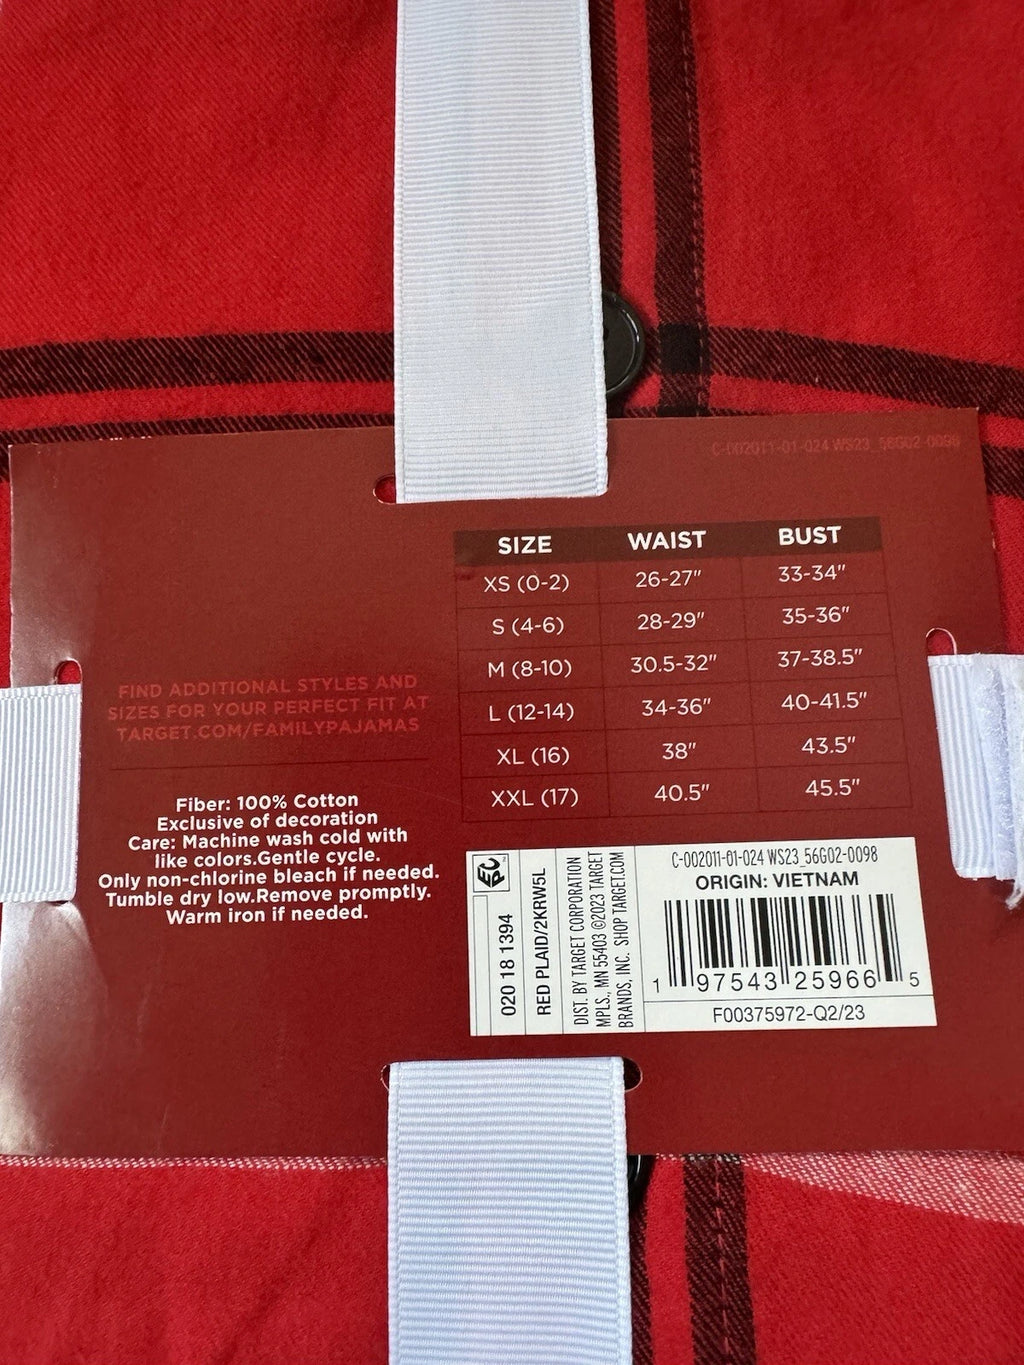 C-002011-01-024 WS23_56G02-0098
SIZE WAIST BUST
XS (0-2) 26-27" 33-34"
S (4-6) 28-29" 35-36"
M (8-10) 30.5-32" 37-38.5"
L (12-14) 34-36" 40-41.5"
XL (16) 38" 43.5"
XXL (17) 40.5" 45.5"
FIND ADDITIONAL STYLES AND
SIZES FOR YOUR PERFECT FIT AT
TARGET.COM/FAMILYPAJAMAS
Fiber: 100% Cotton
Exclusive of decoration
Care: Machine wash cold with
like colors.Gentle cycle.
Only non-chlorine bleach if needed.
Tumble dry low.Remove promptly.
Warm iron if needed.
EPC
020 18 1394
RED PLAID/2KRW5L
DIST. BY TARGET CORPORATION
MPLS., MN 55403 ©2023 TARGET
BRANDS, INC. SHOP TARGET.COM
C-002011-01-024 WS23_56G02-0098
ORIGIN: VIETNAM
1 97543 25966 5
F00375972-Q2/23